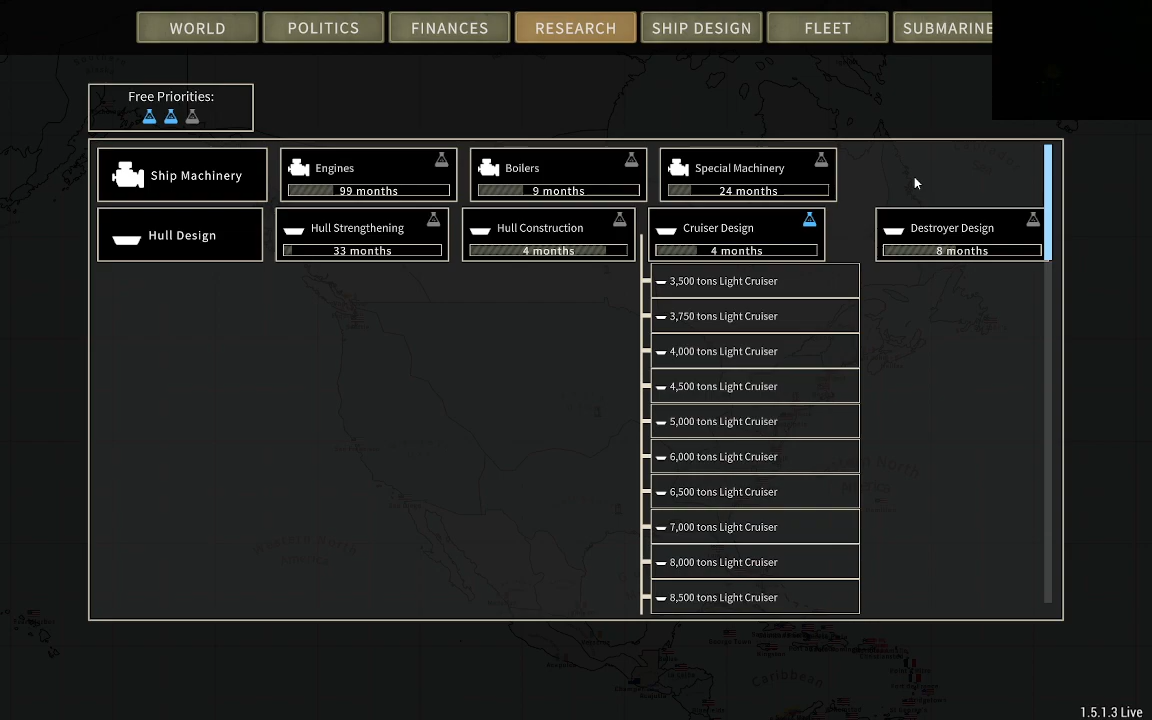 WORLD
POLITICS
FINANCES
RESEARCH
SHIP DESIGN
FLEET
SUBMARINE
Free Priorities:
Ship Machinery
Engines
99 months
Boilers
9 months
Special Machinery
24 months
Hull Design
Hull Strengthening
33 months
Hull Construction
4 months
Cruiser Design
4 months
Destroyer Design
8 months
3,500 tons Light Cruiser
3,750 tons Light Cruiser
4,000 tons Light Cruiser
4,500 tons Light Cruiser
5,000 tons Light Cruiser
6,000 tons Light Cruiser
6,500 tons Light Cruiser
7,000 tons Light Cruiser
8,000 tons Light Cruiser
8,500 tons Light Cruiser
Caribbean
1.5.1.3 Live